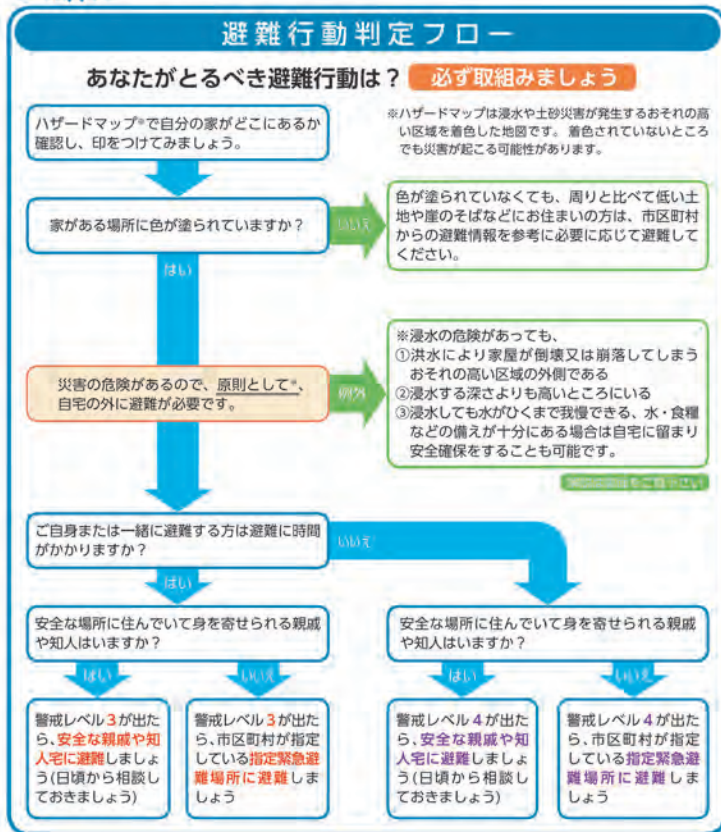 避難行動判定フロー
あなたがとるべき避難行動は？ 必ず取組みましょう
ハザードマップ※で自分の家がどこにあるか
確認し、印をつけてみましょう。
※ハザードマップは浸水や土砂災害が発生するおそれの高
い区域を着色した地図です。着色されていないところ
でも災害が起こる可能性があります。
家がある場所に色が塗られていますか？
いいえ
色が塗られていなくても、周りと比べて低い土
地や崖のそばなどにお住まいの方は、市区町村
からの避難情報を参考に必要に応じて避難して
ください。
はい
災害の危険があるので、原則として※、
自宅の外に避難が必要です。
例外
※浸水の危険があっても、
①洪水により家屋が倒壊又は崩落してしまう
おそれの高い区域の外側である
②浸水する深さよりも高いところにいる
③浸水しても水がひくまで我慢できる、水・食糧
などの備えが十分にある場合は自宅に留まり
安全確保をすることも可能です。
ご自身または一緒に避難する方は避難に時間
がかかりますか？
いいえ
はい
安全な場所に住んでいて身を寄せられる親戚
や知人はいますか？
安全な場所に住んでいて身を寄せられる親戚
や知人はいますか？
はい
いいえ
はい
いいえ
警戒レベル3が出た
ら、安全な親戚や知
人宅に避難しましょ
う(日頃から相談し
ておきましょう)
警戒レベル3が出た
ら、市区町村が指定
している指定緊急避
難場所に避難しま
しょう
警戒レベル4が出た
ら、安全な親戚や知
人宅に避難しましょ
う(日頃から相談し
ておきましょう)
警戒レベル4が出た
ら、市区町村が指定
している指定緊急避
難場所に避難しま
しょう